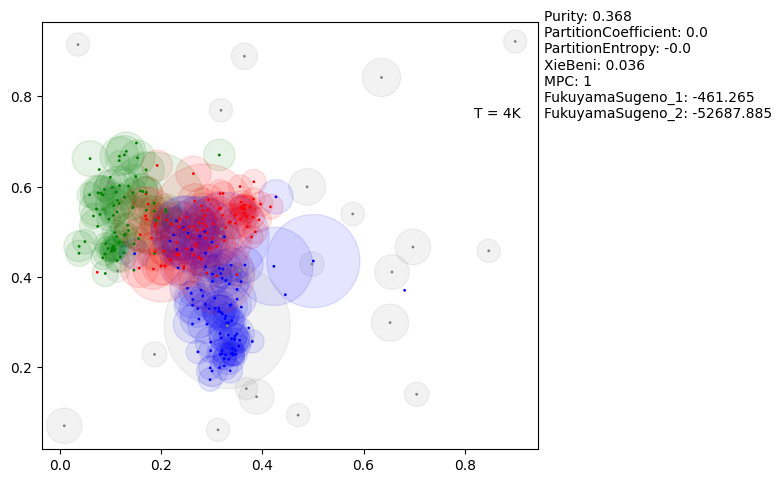 Purity: 0.368
PartitionCoefficient: 0.0
PartitionEntropy: -0.0
XieBeni: 0.036
MPC: 1
FukuyamaSugeno_1: -461.265
FukuyamaSugeno_2: -52687.885
T = 4K
0.8
0.6
0.4
0.2
0.0 0.2 0.4 0.6 0.8